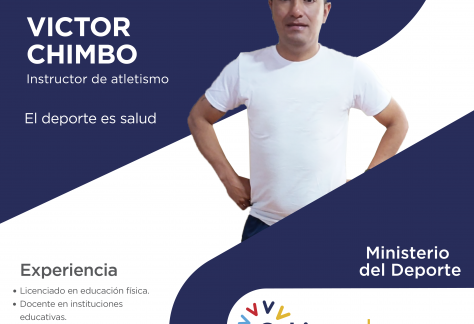 VICTOR
CHIMBO
Instructor de atletismo
El deporte es salud
Ministerio
del Deporte
Experiencia
• Licenciado en educación física.
• Docente en instituciones
educativas.